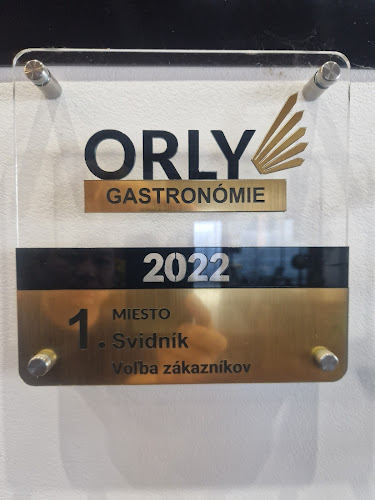 ORLY
GASTRONÓMIE
2022
1. MIESTO
Svidník
Voľba zákazníkov